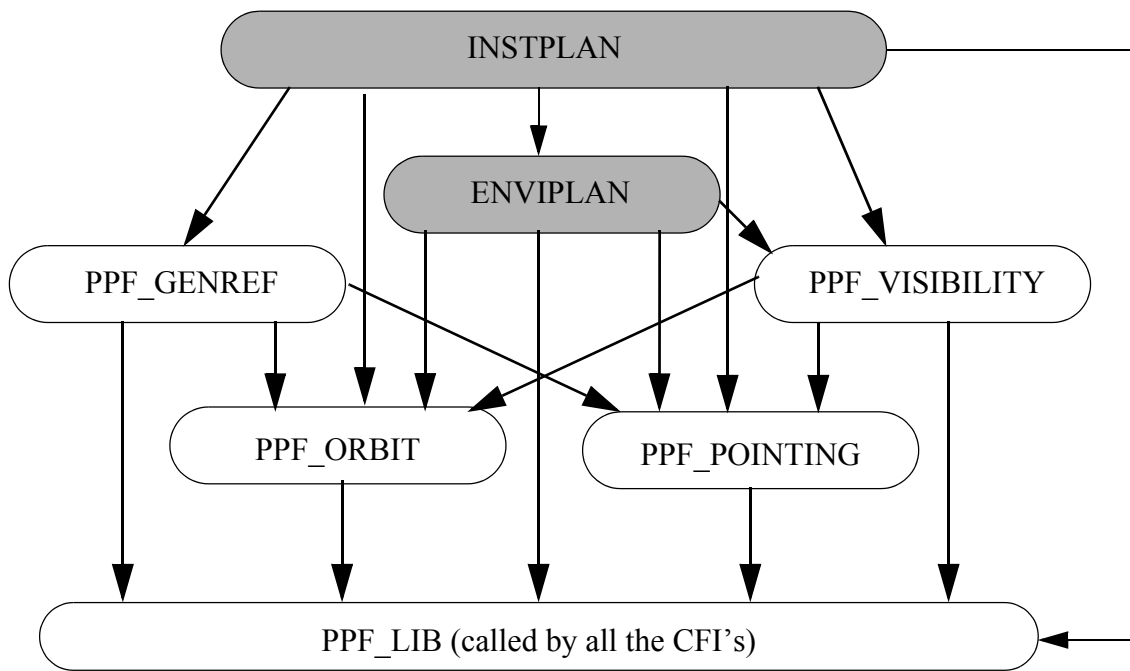 INSTPLAN
ENVIPLAN
PPF_GENREF
PPF_VISIBILITY
PPF_ORBIT
PPF_POINTING
PPF_LIB (called by all the CFI’s)